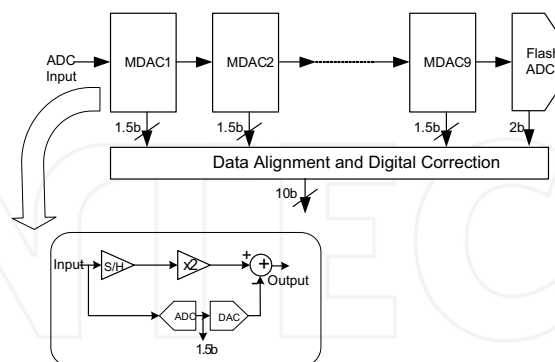 ADC
Input
MDAC1
MDAC2
MDAC9
Flash
ADC
1.5b
1.5b
1.5b
2b
Data Alignment and Digital Correction
10b
Input
S/H
x2
+
+
Output
-
ADC
DAC
1.5b
NTEC